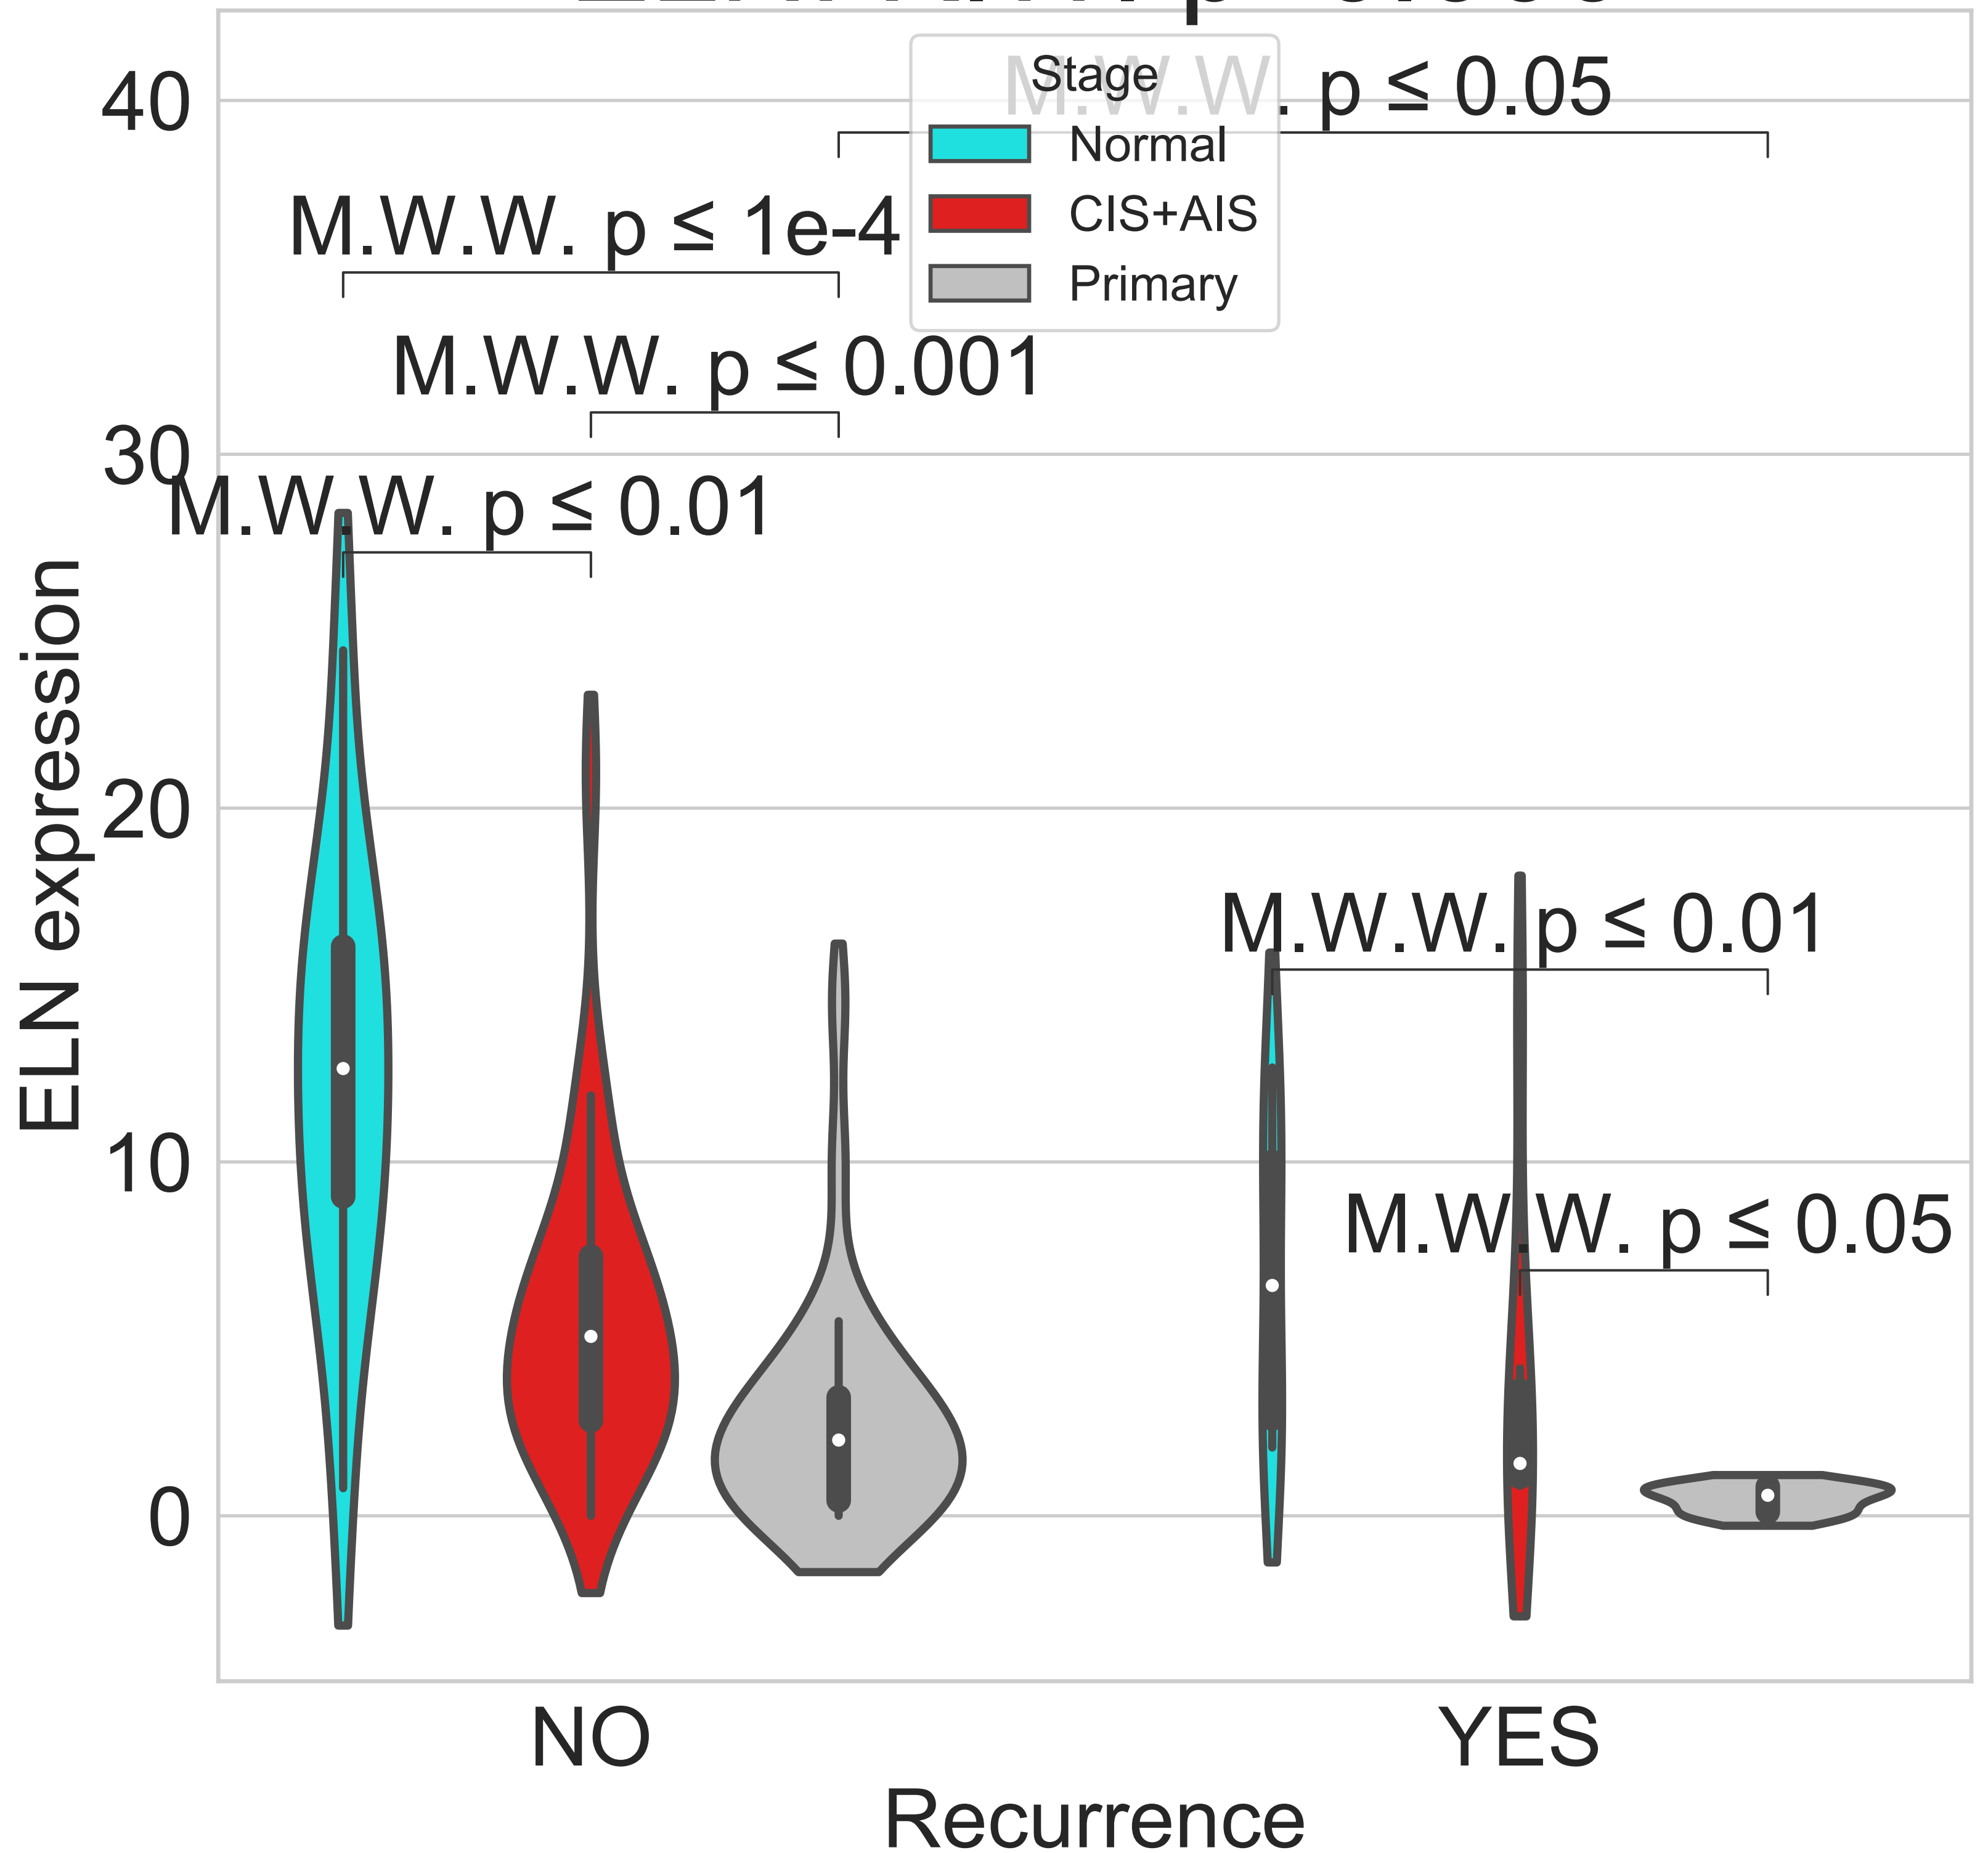 40
30
20
10
0
ELN expression
M.W.W. p ≤ 0.05
Stage
Normal
CIS+AIS
Primary
M.W.W. p ≤ 1e-4
M.W.W. p ≤ 0.001
M.W.W. p ≤ 0.01
M.W.W. p ≤ 0.01
M.W.W. p ≤ 0.05
NO
YES
Recurrence